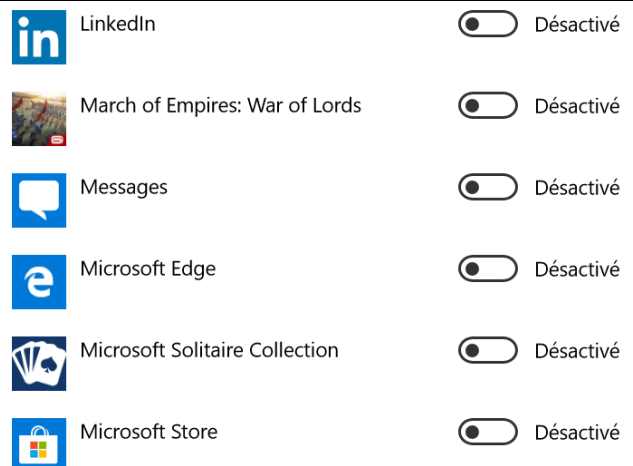 in
LinkedIn Désactivé
March of Empires: War of Lords Désactivé
Messages Désactivé
Microsoft Edge Désactivé
Microsoft Solitaire Collection Désactivé
Microsoft Store Désactivé